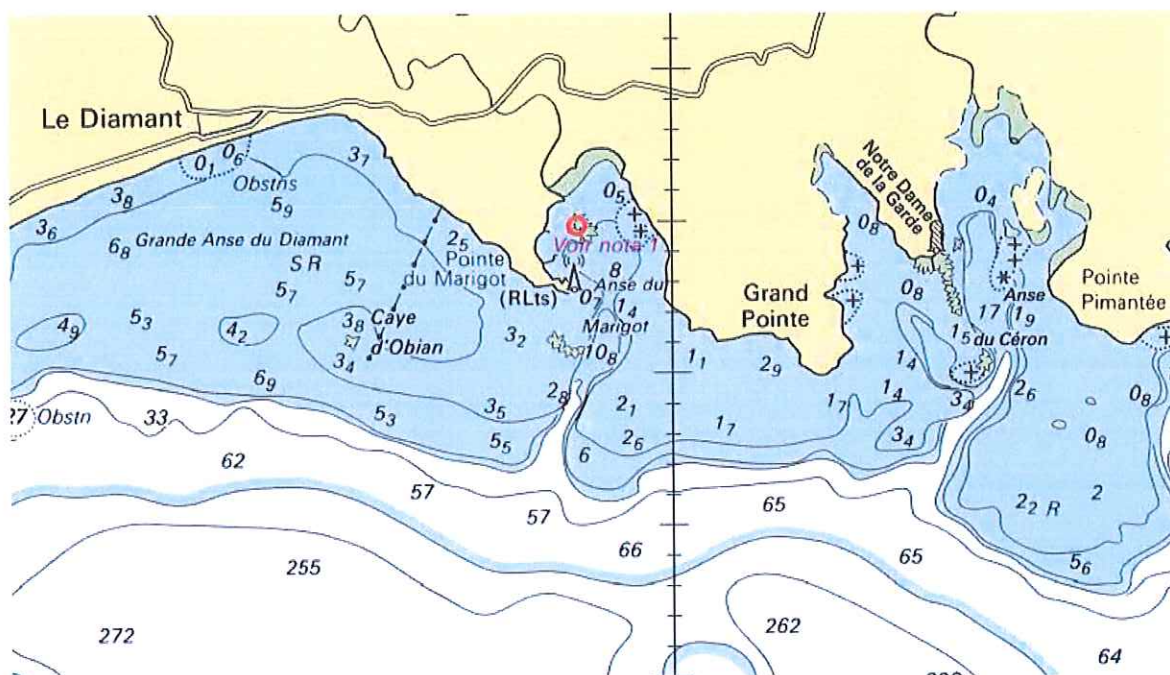 Le Diamant
Notre Dame
de la Garde
0₁ 0₆
3₇
Obstns
3₈
0₅
0₄
5₉
3₆
0₈
6₈ Grande Anse du Diamant
2₅
Voir nota 1
S R
Pointe
du Marigot
8
5₇ 5₇
(RLts)
0₇
Anse du
0₈
Grand
Pointe
17
Anse
Pointe
Pimantée
1₄
1₉
4₉
5₃
4₂
3₈
Caye
d'Obian
3₂
Marigot
1₅
du Céron
5₇
3₄
10₈
1₁
2₉
1₄
6₉
2₈
1₄
2₆
27 Obstn
33
5₃
3₅
2₁
1₇
3₄
0₈
5₅
2₆
1₇
3₄
0₈
62
6
57
57
65
2₂ R
2
66
65
5₆
255
272
262
64